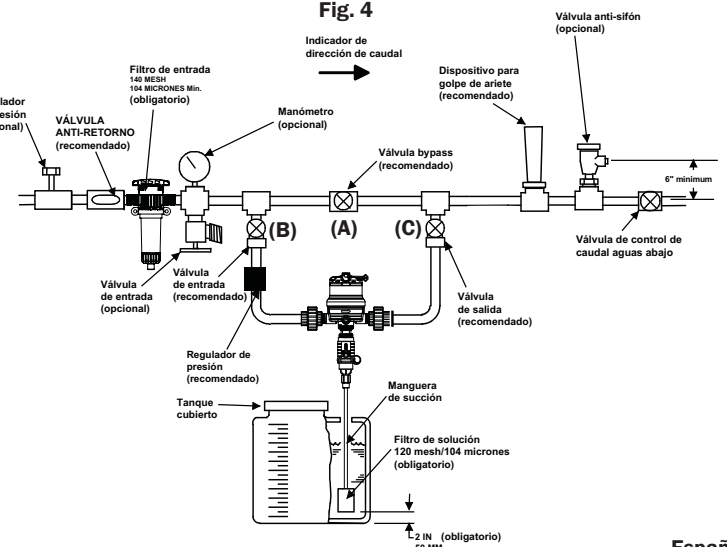 Fig. 4
Indicador de
dirección de caudal
Válvula anti-sifón
(opcional)
Filtro de entrada
140 MESH
104 MICRONES Min.
(obligatorio)
Dispositivo para
golpe de ariete
(recomendado)
VÁLVULA
ANTI-RETORNO
(recomendado)
Manómetro
(opcional)
Válvula bypass
(recomendado)
6" minimum
(B)
(A)
(C)
Válvula de control de
caudal aguas abajo
Válvula
de entrada
(opcional)
Válvula
de entrada
(recomendado)
Válvula
de salida
(recomendado)
Regulador de
presión
(recomendado)
Tanque
cubierto
Manguera
de succión
Filtro de solución
120 mesh/104 micrones
(obligatorio)
2 IN (obligatorio)
50 MM